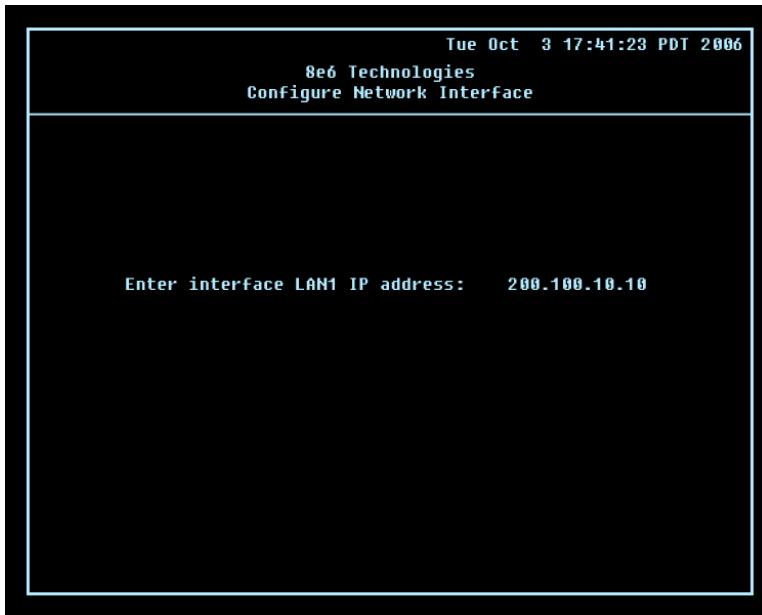 Tue Oct  3 17:41:23 PDT 2006
8e6 Technologies
Configure Network Interface
Enter interface LAN1 IP address:   200.100.10.10